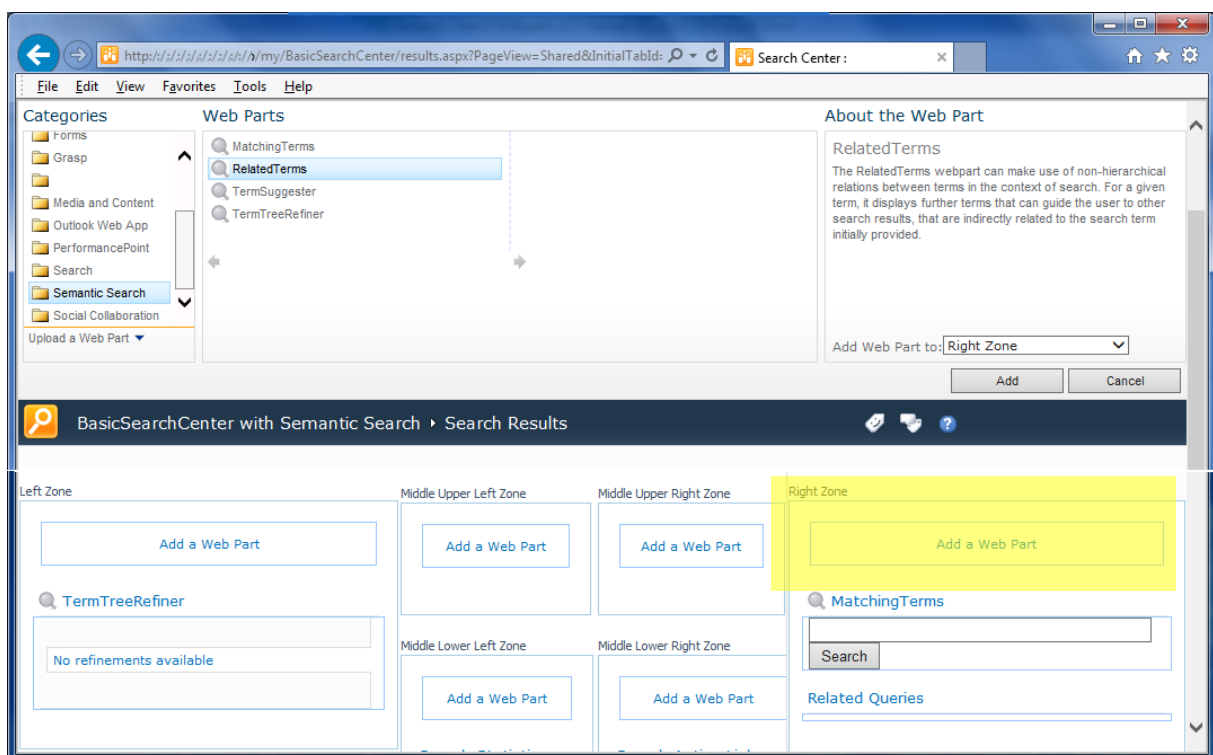 http://:/:/:/:/:/:/:/:/:/my/BasicSearchCenter/results.aspx?PageView=Shared&InitialTabId:
Search Center :
File Edit View Favorites Tools Help
Categories
Forms
Grasp
Media and Content
Outlook Web App
PerformancePoint
Search
Semantic Search
Social Collaboration
Upload a Web Part
Web Parts
MatchingTerms
RelatedTerms
TermSuggester
TermTreeRefiner
About the Web Part
RelatedTerms
The RelatedTerms webpart can make use of non-hierarchical
relations between terms in the context of search. For a given
term, it displays further terms that can guide the user to other
search results, that are indirectly related to the search term
initially provided.
Add Web Part to: Right Zone
Add Cancel
BasicSearchCenter with Semantic Search Search Results
Left Zone
Add a Web Part
TermTreeRefiner
No refinements available
Middle Upper Left Zone
Add a Web Part
Middle Upper Right Zone
Add a Web Part
Middle Lower Left Zone
Add a Web Part
Middle Lower Right Zone
Add a Web Part
Right Zone
Add a Web Part
MatchingTerms
Search
Related Queries